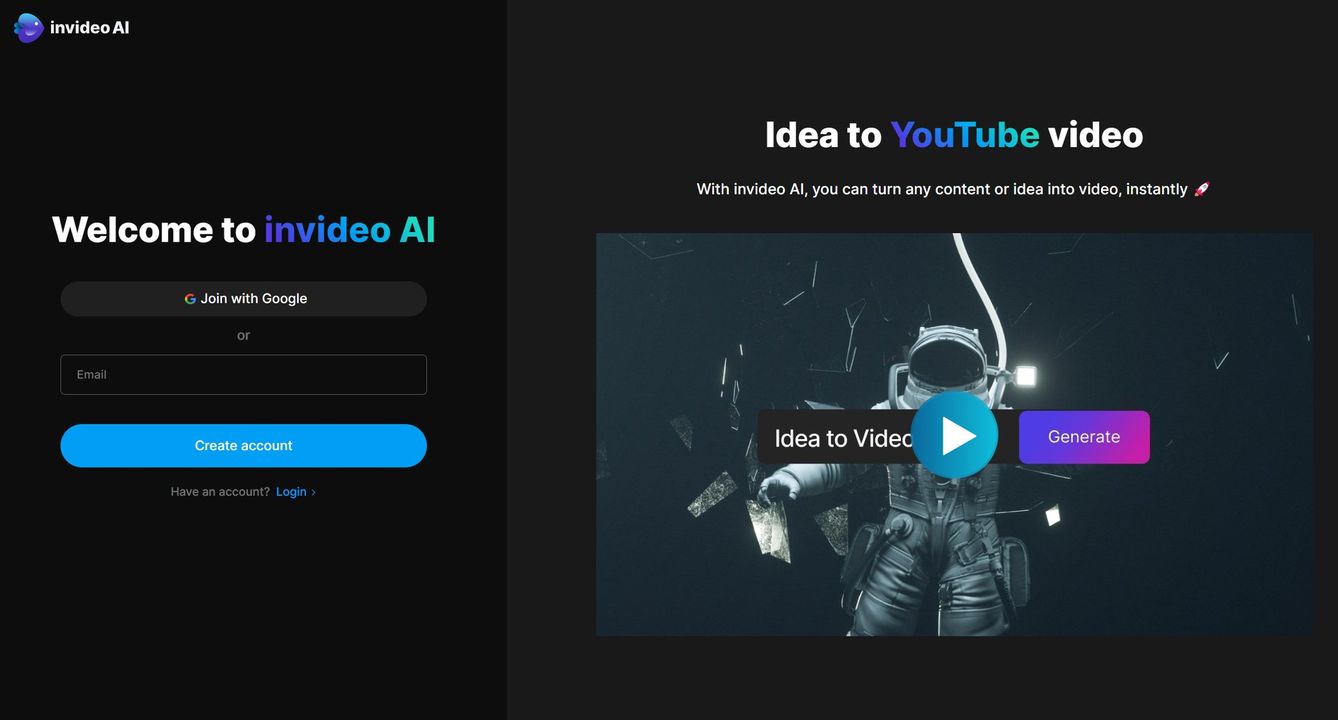 invideo AI
Welcome to invideo AI
Join with Google
or
Email
Create account
Have an account? Login ›
Idea to YouTube video
With invideo AI, you can turn any content or idea into video, instantly 🚀
Idea to Video
Generate